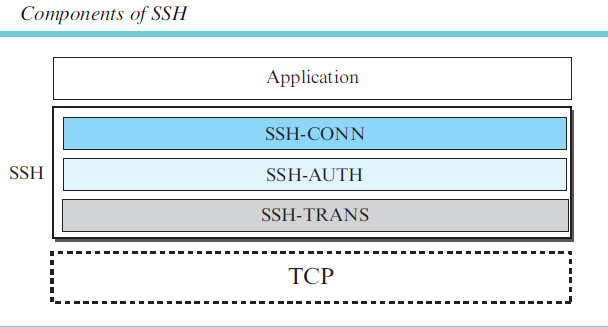 Components of SSH
Application
SSH-CONN
SSH
SSH-AUTH
SSH-TRANS
TCP